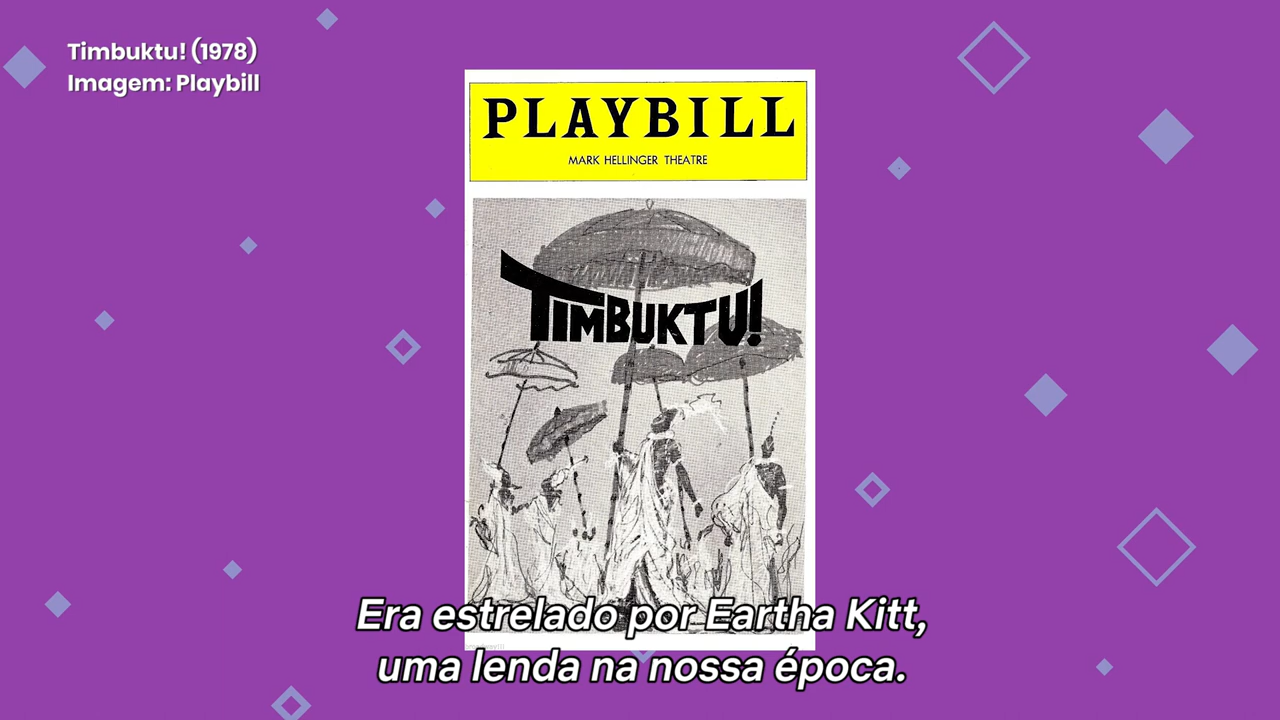 Timbuktu! (1978)
Imagem: Playbill
PLAYBILL
MARK HELLINGER THEATRE
TIMBUKTU!
Era estrelado por Eartha Kitt,
uma lenda na nossa época.